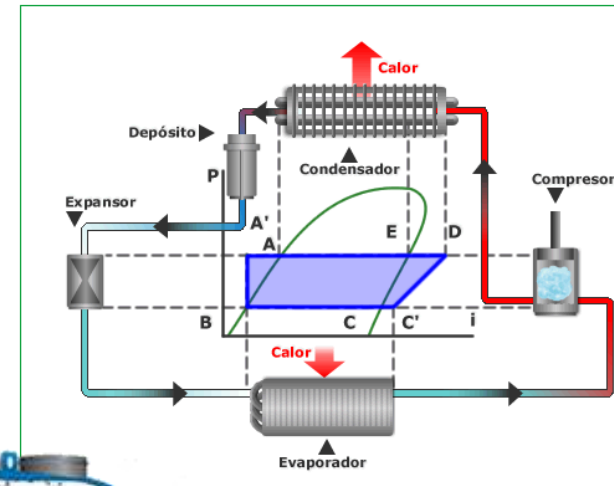 Calor
Depósito
Condensador
Compresor
P
Expansor
A'
A
E
D
B
C
C'
i
Calor
Evaporador